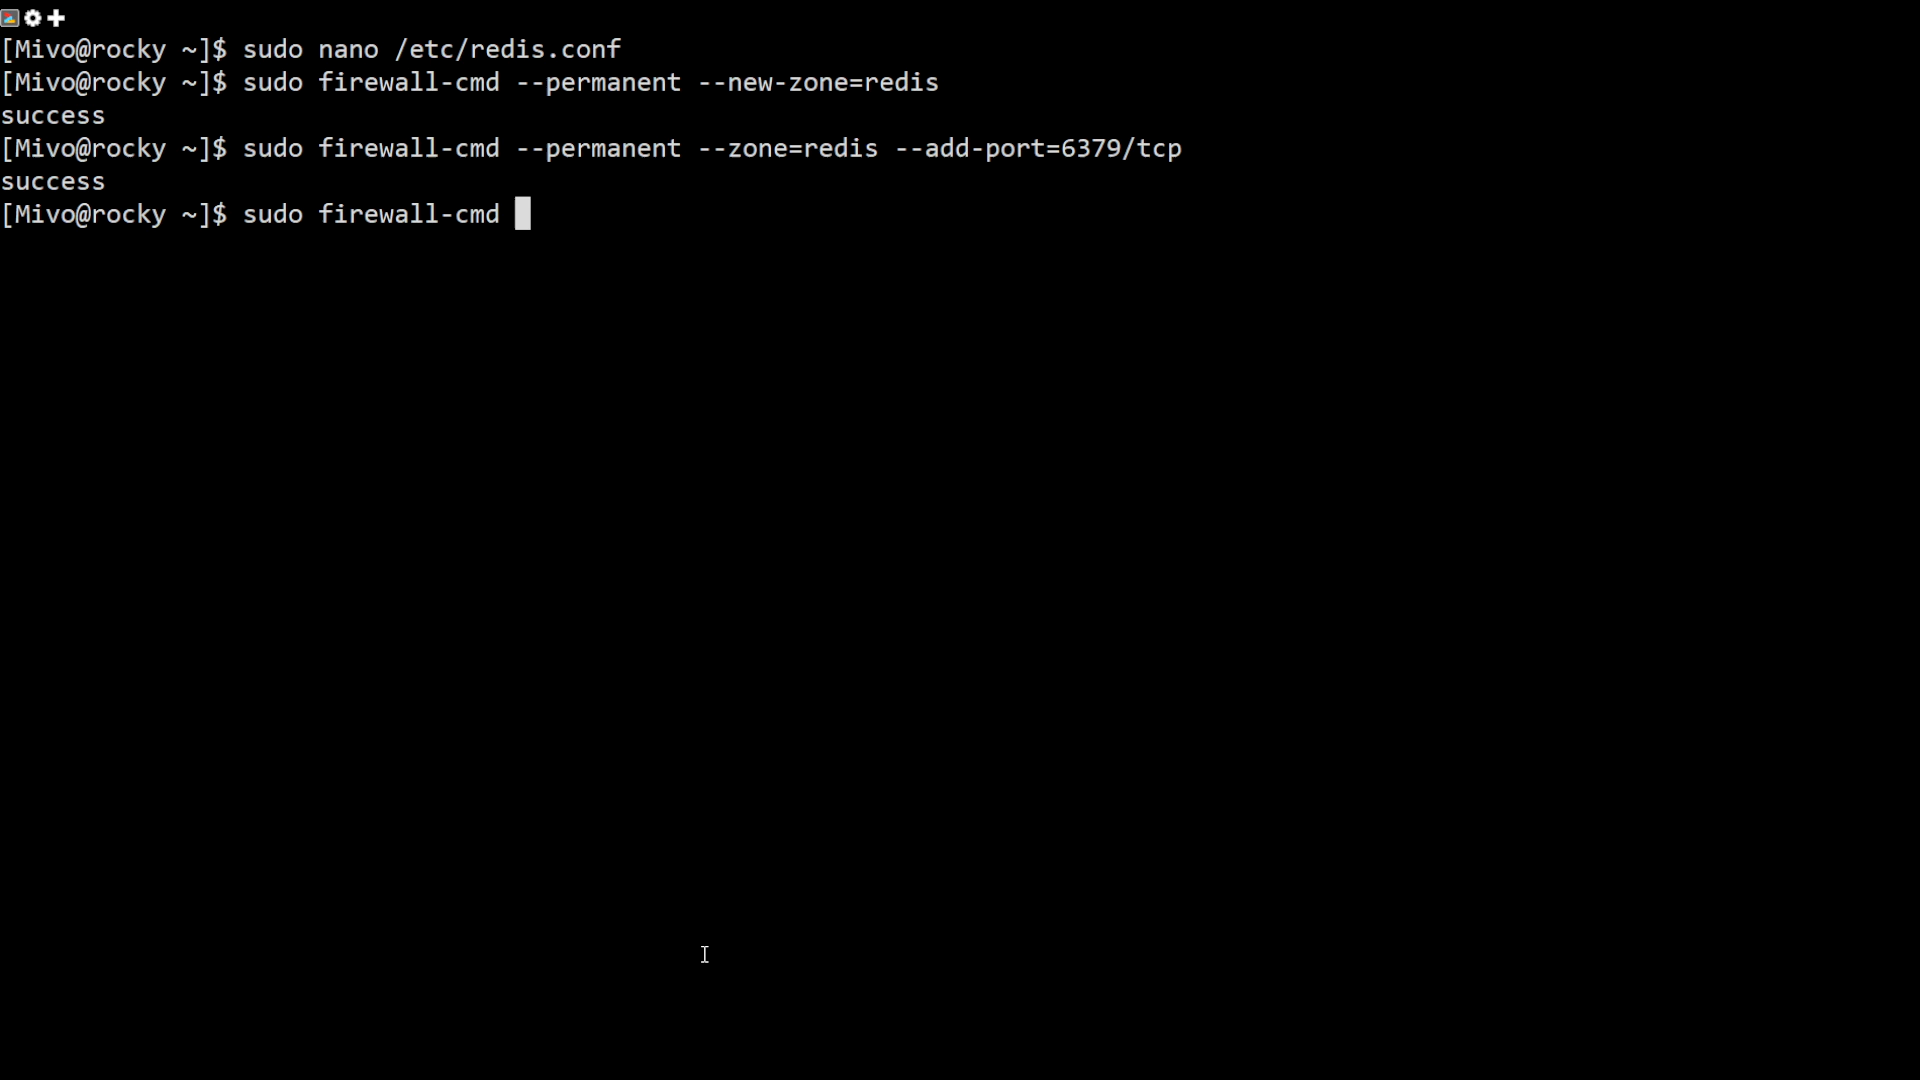 [Mivo@rocky ~]$ sudo nano /etc/redis.conf
[Mivo@rocky ~]$ sudo firewall-cmd --permanent --new-zone=redis
success
[Mivo@rocky ~]$ sudo firewall-cmd --permanent --zone=redis --add-port=6379/tcp
success
[Mivo@rocky ~]$ sudo firewall-cmd